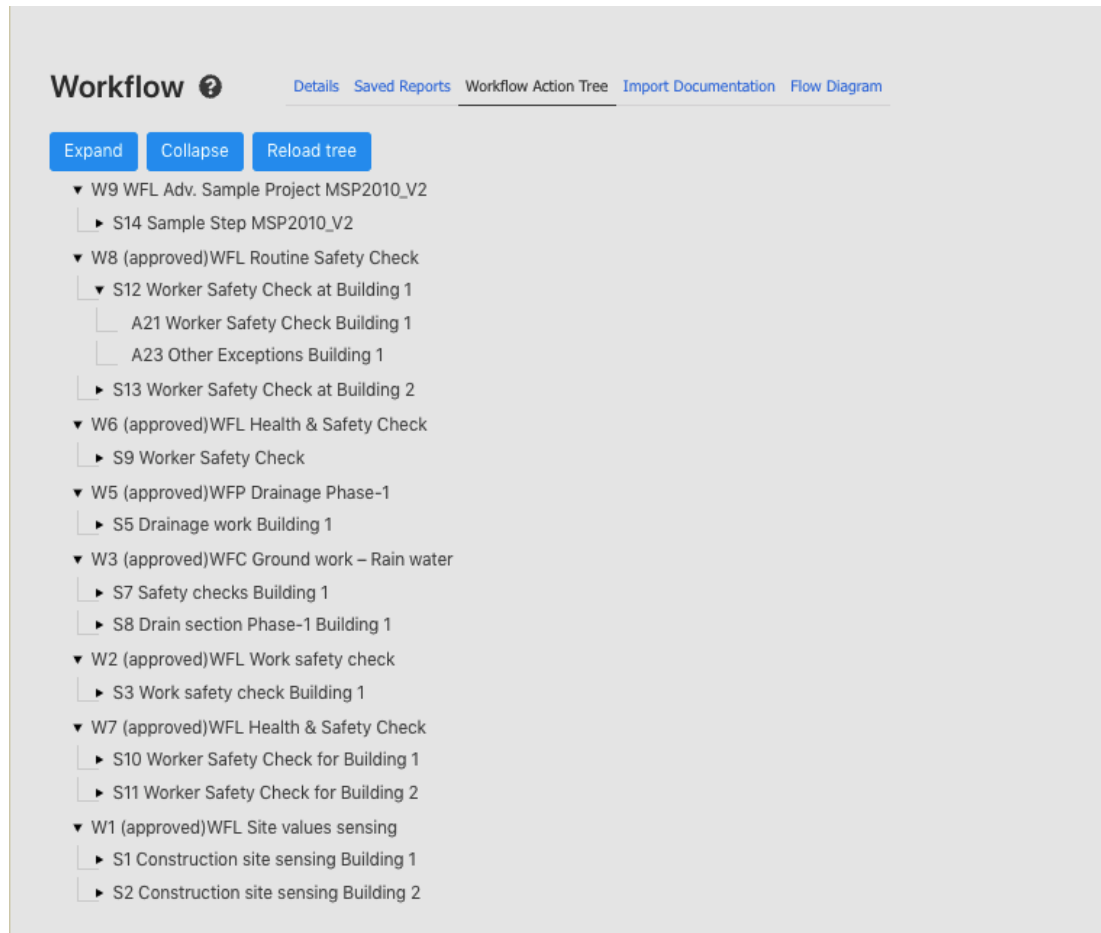 Workflow ?
Details Saved Reports Workflow Action Tree Import Documentation Flow Diagram
Expand Collapse Reload tree
W9 WFL Adv. Sample Project MSP2010_V2
S14 Sample Step MSP2010_V2
W8 (approved)WFL Routine Safety Check
S12 Worker Safety Check at Building 1
A21 Worker Safety Check Building 1
A23 Other Exceptions Building 1
S13 Worker Safety Check at Building 2
W6 (approved)WFL Health & Safety Check
S9 Worker Safety Check
W5 (approved)WFP Drainage Phase-1
S5 Drainage work Building 1
W3 (approved)WFC Ground work – Rain water
S7 Safety checks Building 1
S8 Drain section Phase-1 Building 1
W2 (approved)WFL Work safety check
S3 Work safety check Building 1
W7 (approved)WFL Health & Safety Check
S10 Worker Safety Check for Building 1
S11 Worker Safety Check for Building 2
W1 (approved)WFL Site values sensing
S1 Construction site sensing Building 1
S2 Construction site sensing Building 2